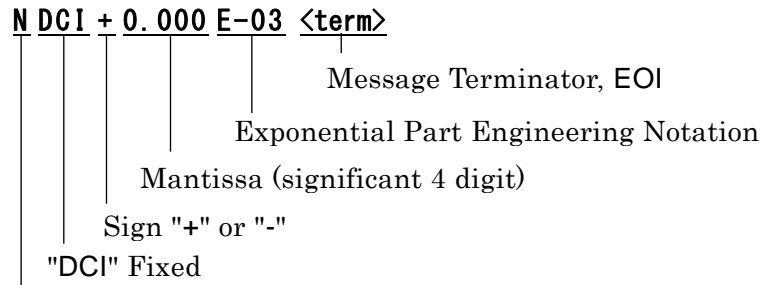 N DCI + 0.000 E-03 <term>
Message Terminator, EOI
Exponential Part Engineering Notation
Mantissa (significant 4 digit)
Sign "+" or "-"
"DCI" Fixed